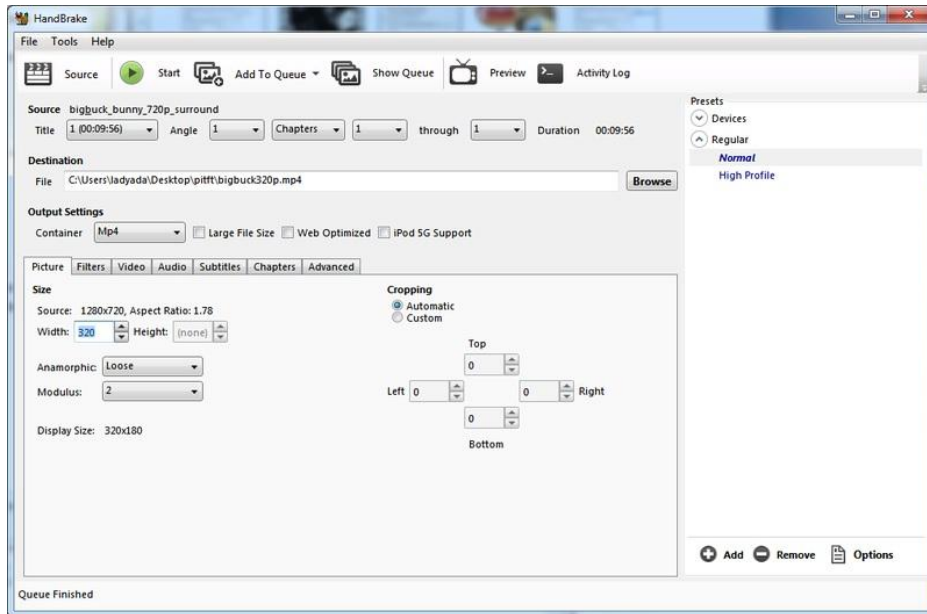 HandBrake
File Tools Help
Source Start Add To Queue Show Queue Preview Activity Log
Source bigbuck_bunny_720p_surround
Title 1 (00:09:56) Angle 1 Chapters 1 through 1 Duration 00:09:56
Destination
File C:\Users\ladyada\Desktop\pitft\bigbuck320p.mp4 Browse
Output Settings
Container Mp4 Large File Size Web Optimized iPod 5G Support
Picture Filters Video Audio Subtitles Chapters Advanced
Size
Source: 1280x720, Aspect Ratio: 1.78
Width: 320 Height: (none)
Anamorphic: Loose
Modulus: 2
Display Size: 320x180
Cropping
Automatic
Custom
Top
0
Left 0 0 Right
0
Bottom
Presets
Devices
Regular
Normal
High Profile
Add Remove Options
Queue Finished